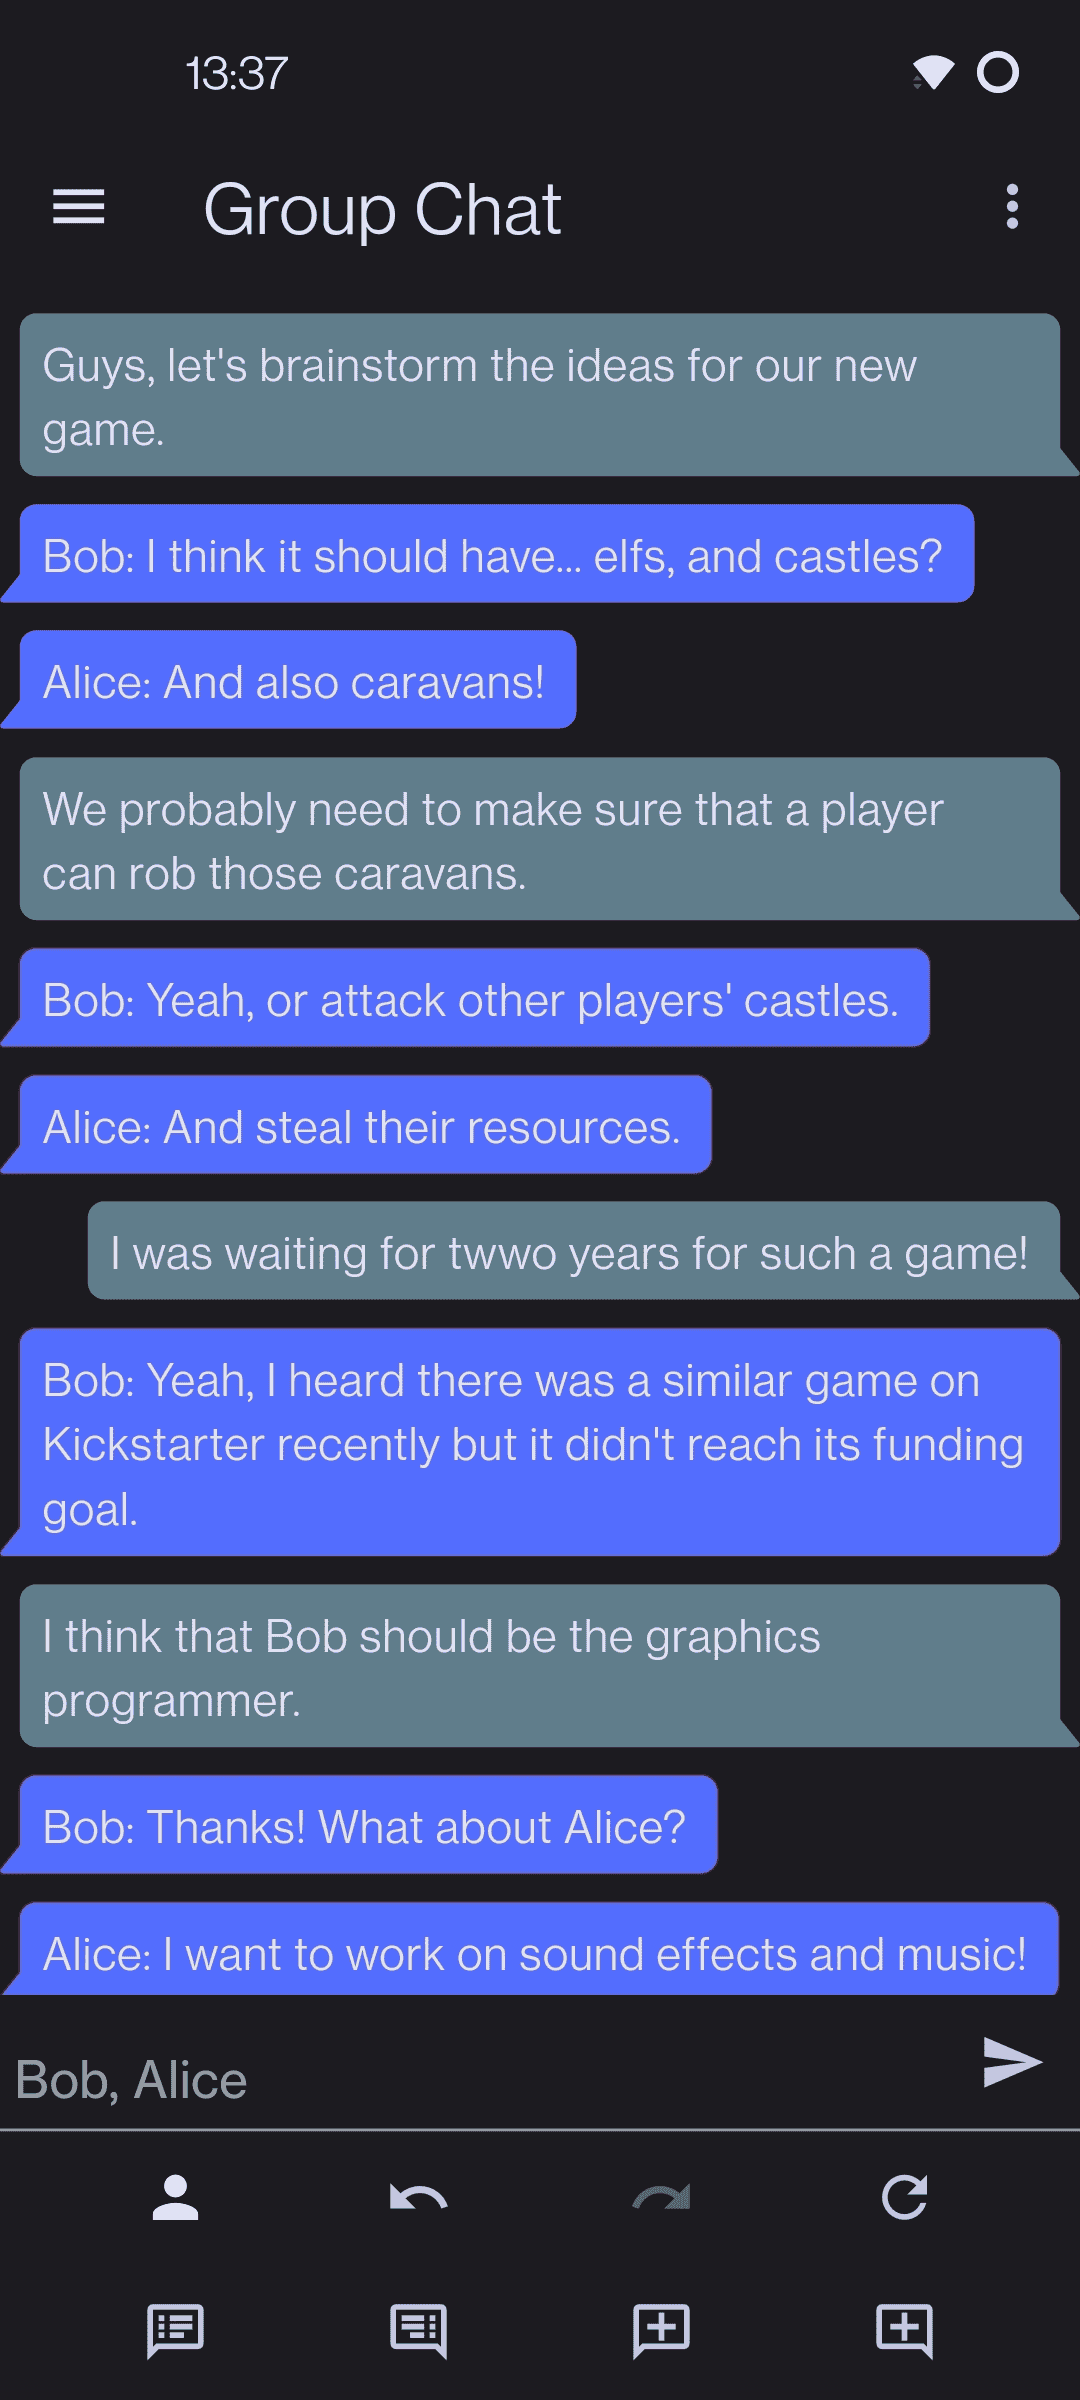 13:37
Group Chat
Guys, let's brainstorm the ideas for our new
game.
Bob: I think it should have... elfs, and castles?
Alice: And also caravans!
We probably need to make sure that a player
can rob those caravans.
Bob: Yeah, or attack other players' castles.
Alice: And steal their resources.
I was waiting for twwo years for such a game!
Bob: Yeah, I heard there was a similar game on
Kickstarter recently but it didn't reach its funding
goal.
I think that Bob should be the graphics
programmer.
Bob: Thanks! What about Alice?
Alice: I want to work on sound effects and music!
Bob, Alice